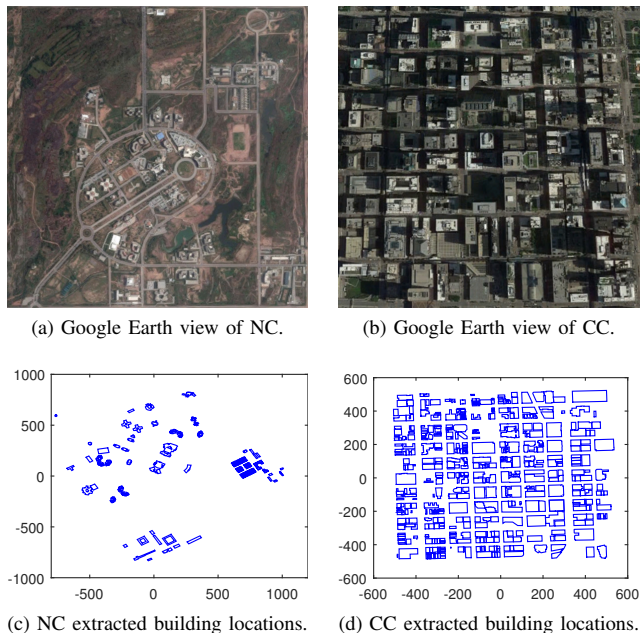 (a) Google Earth view of NC.
(b) Google Earth view of CC.
1000
500
0
-500
-1000
-500 0 500 1000
(c) NC extracted building locations.
600
400
200
0
-200
-400
-600
-600 -400 -200 0 200 400 600
(d) CC extracted building locations.